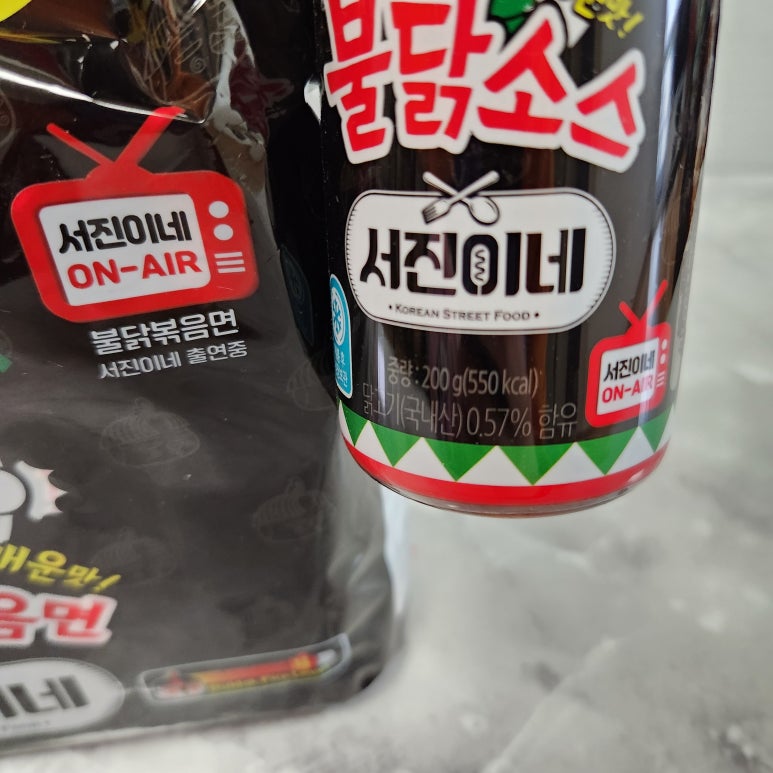 서진이네
ON-AIR
불닭볶음면
서진이네 출연중
매운맛!
음면
이네
불닭소스
서진이네
• KOREAN STREET FOOD •
중량:200 g(550 kcal)
닭고기(국내산) 0.57% 함유
서진이네
ON-AIR